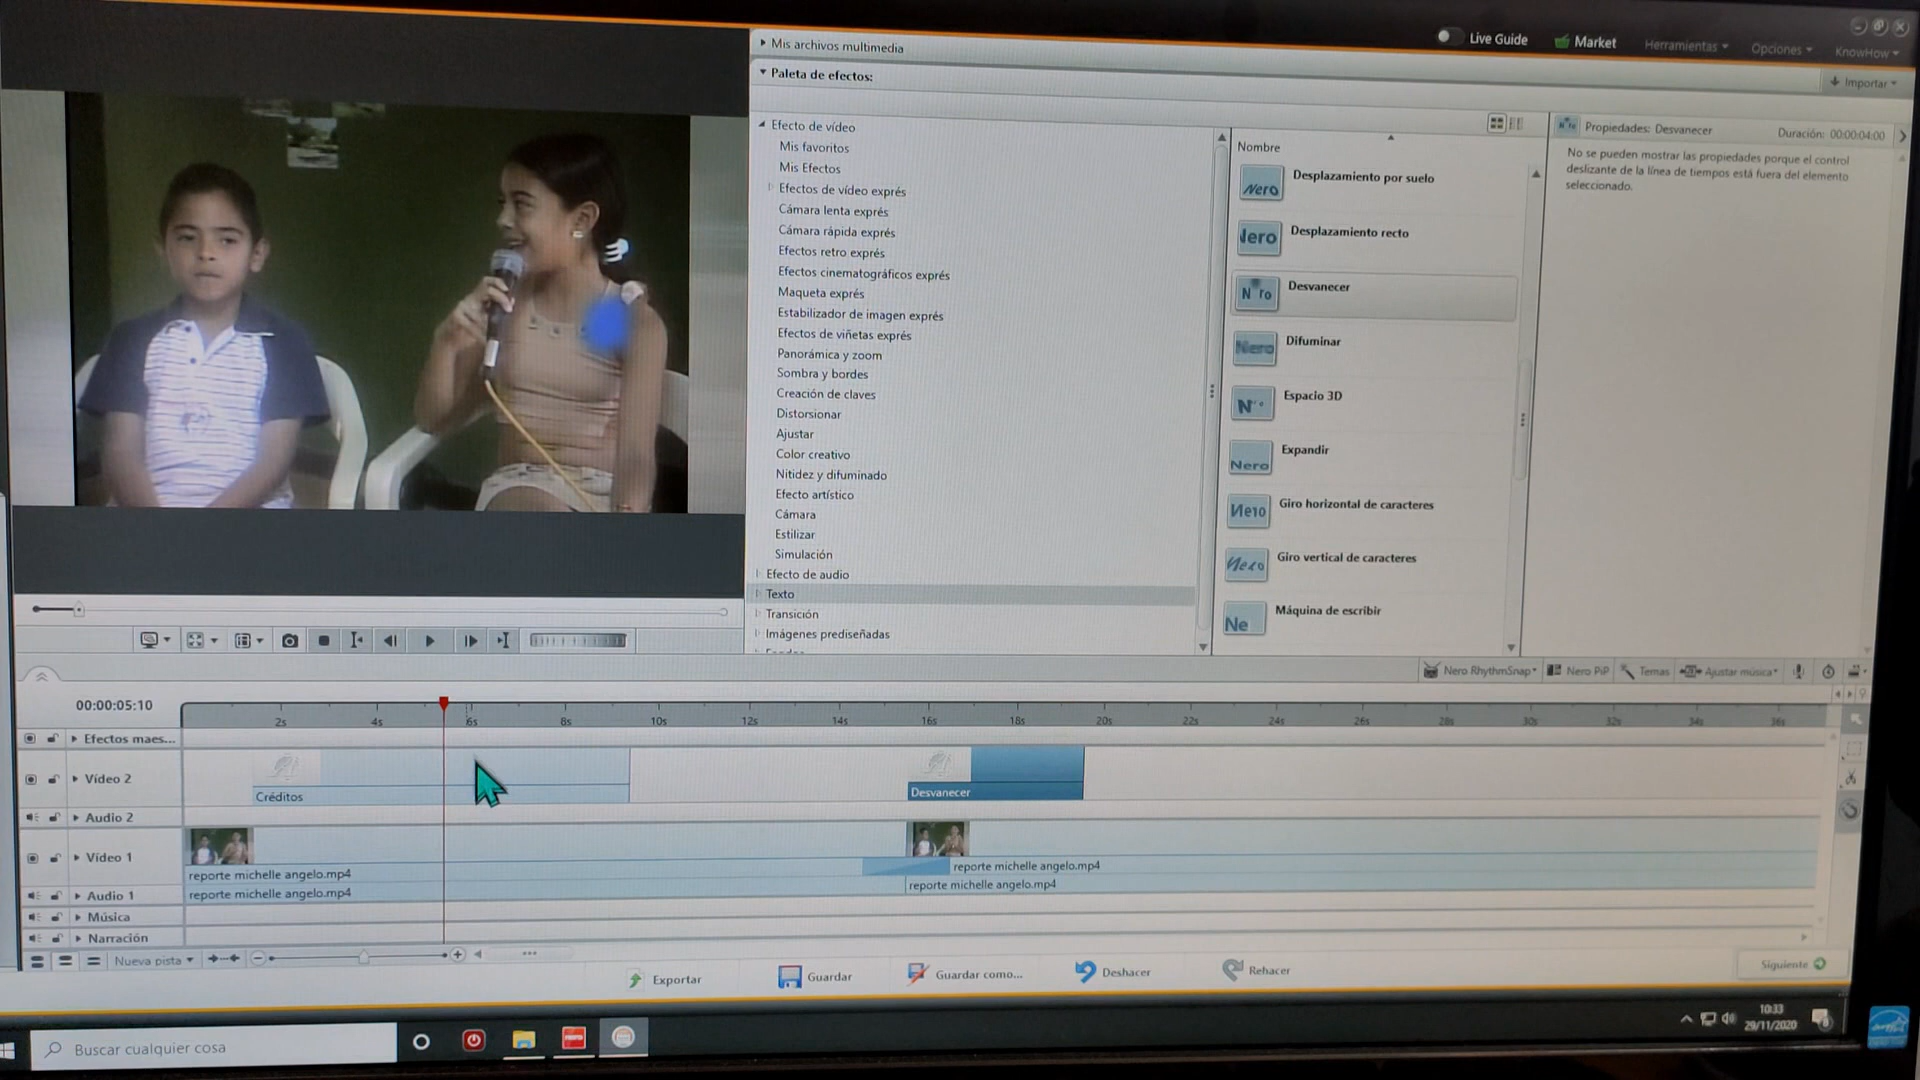 Live Guide
Market
Herramientas
Opciones
KnowHow
Mis archivos multimedia
Paleta de efectos:
Importar
Efecto de vídeo
Mis favoritos
Mis Efectos
Efectos de vídeo exprés
Cámara lenta exprés
Cámara rápida exprés
Efectos retro exprés
Efectos cinematográficos exprés
Maqueta exprés
Estabilizador de imagen exprés
Efectos de viñetas exprés
Panorámica y zoom
Sombra y bordes
Creación de claves
Distorsionar
Ajustar
Color creativo
Nitidez y difuminado
Efecto artístico
Cámara
Estilizar
Simulación
Efecto de audio
Texto
Transición
Imágenes prediseñadas
Nombre
Nero Desplazamiento por suelo
Nero Desplazamiento recto
Desvanecer
Nero Difuminar
Espacio 3D
Nero Expandir
Nero Giro horizontal de caracteres
Nero Giro vertical de caracteres
Ne Máquina de escribir
Propiedades: Desvanecer
Duración: 00:00:04:00
No se pueden mostrar las propiedades porque el control
deslizante de la línea de tiempos está fuera del elemento
seleccionado.
Nero RhythmSnap
Nero PiP
Temas
Ajustar música
00:00:05:10
2s 4s 6s 8s 10s 12s 14s 16s 18s 20s 22s 24s 26s 28s 30s 32s 34s 36s
Efectos maes...
Vídeo 2
Créditos
Desvanecer
Audio 2
Vídeo 1
reporte michelle angelo.mp4
reporte michelle angelo.mp4
Audio 1
reporte michelle angelo.mp4
reporte michelle angelo.mp4
Música
Narración
Nueva pista
Exportar
Guardar
Guardar como...
Deshacer
Rehacer
Siguiente
Buscar cualquier cosa
10:33
29/11/2020